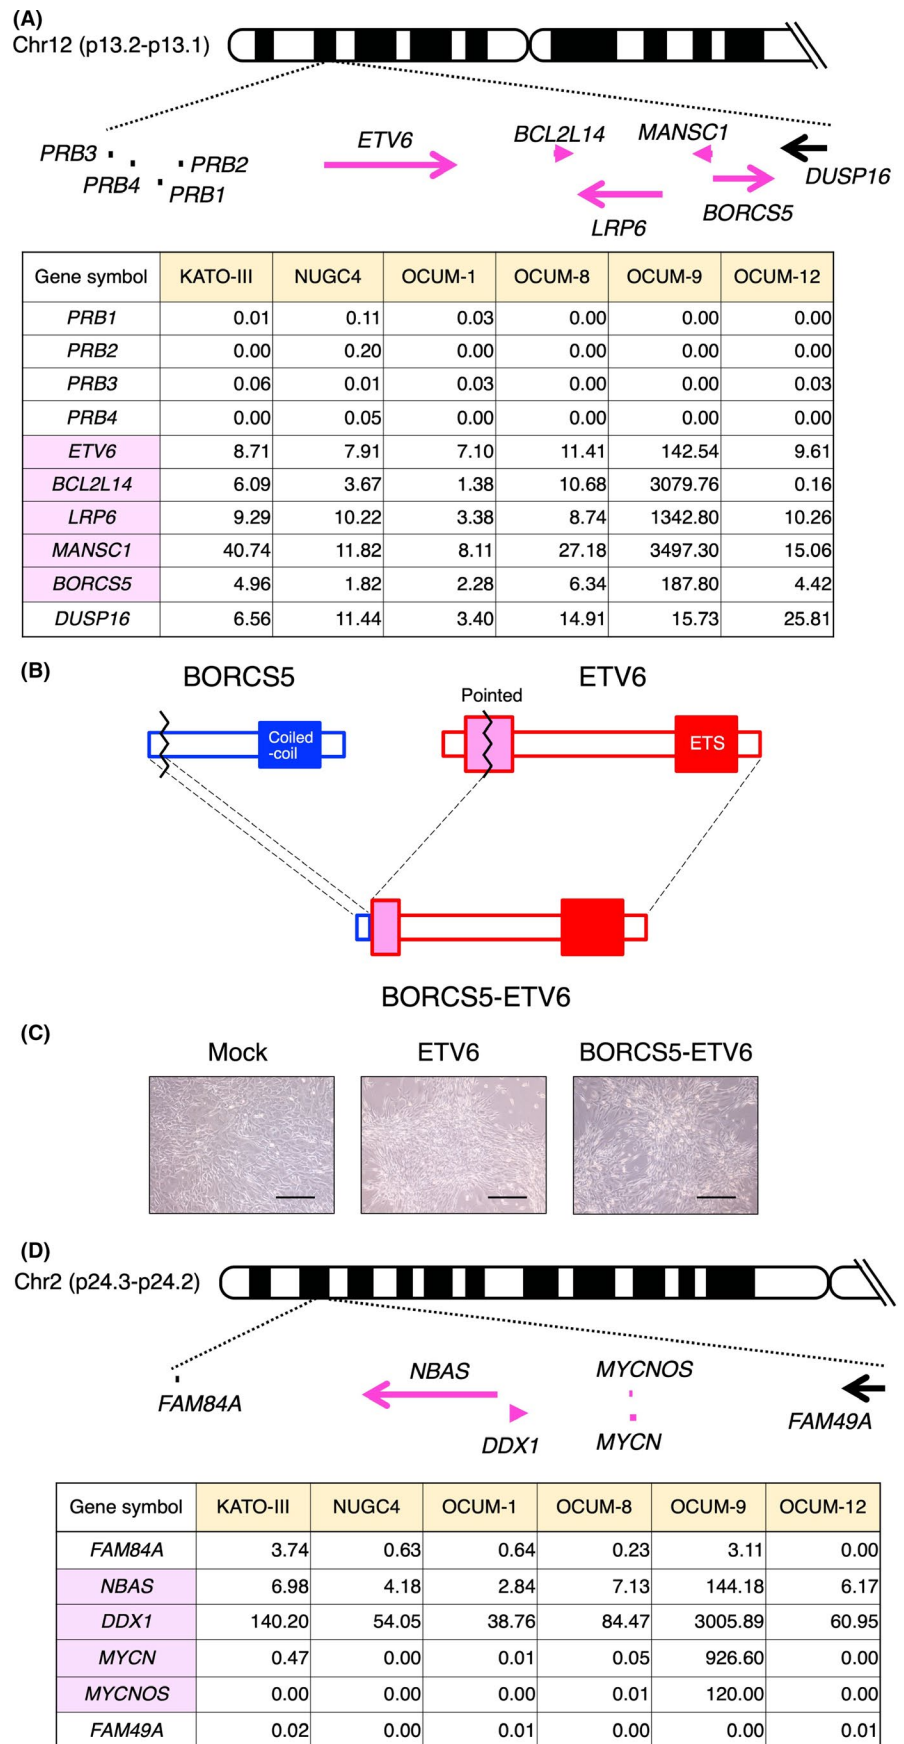 (A)
Chr12 (p13.2-p13.1)
PRB3
PRB4
PRB2
PRB1
ETV6
BCL2L14
MANSC1
LRP6
BORCS5
DUSP16
Gene symbol KATO-III NUGC4 OCUM-1 OCUM-8 OCUM-9 OCUM-12
PRB1 0.01 0.11 0.03 0.00 0.00 0.00
PRB2 0.00 0.20 0.00 0.00 0.00 0.00
PRB3 0.06 0.01 0.03 0.00 0.00 0.03
PRB4 0.00 0.05 0.00 0.00 0.00 0.00
ETV6 8.71 7.91 7.10 11.41 142.54 9.61
BCL2L14 6.09 3.67 1.38 10.68 3079.76 0.16
LRP6 9.29 10.22 3.38 8.74 1342.80 10.26
MANSC1 40.74 11.82 8.11 27.18 3497.30 15.06
BORCS5 4.96 1.82 2.28 6.34 187.80 4.42
DUSP16 6.56 11.44 3.40 14.91 15.73 25.81
(B)
BORCS5
ETV6
Pointed
Coiled
-coil
ETS
BORCS5-ETV6
(C)
Mock
ETV6
BORCS5-ETV6
(D)
Chr2 (p24.3-p24.2)
FAM84A
NBAS
DDX1
MYCNOS
MYCN
FAM49A
Gene symbol KATO-III NUGC4 OCUM-1 OCUM-8 OCUM-9 OCUM-12
FAM84A 3.74 0.63 0.64 0.23 3.11 0.00
NBAS 6.98 4.18 2.84 7.13 144.18 6.17
DDX1 140.20 54.05 38.76 84.47 3005.89 60.95
MYCN 0.47 0.00 0.01 0.05 926.60 0.00
MYCNOS 0.00 0.00 0.00 0.01 120.00 0.00
FAM49A 0.02 0.00 0.01 0.00 0.00 0.01